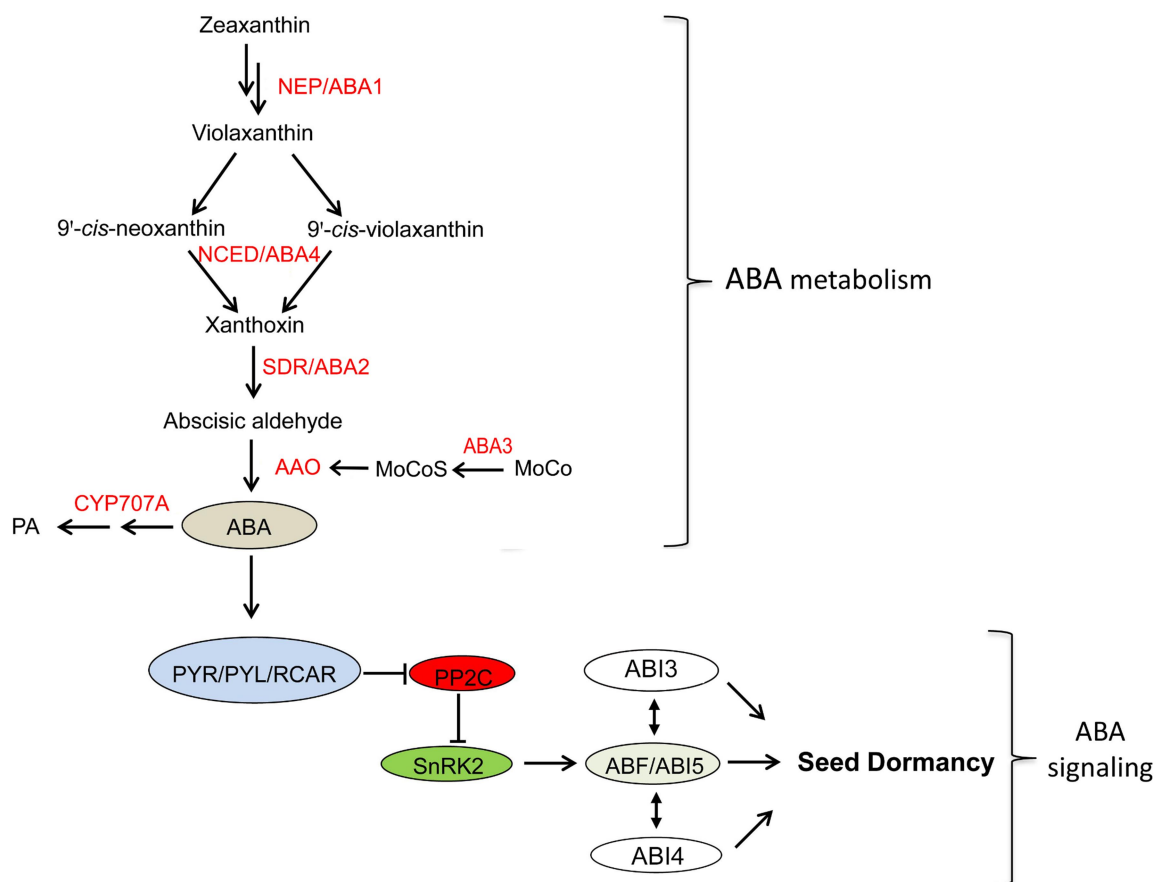 Zeaxanthin
NEP/ABA1
Violaxanthin
9'-cis-neoxanthin
9'-cis-violaxanthin
NCED/ABA4
Xanthoxin
SDR/ABA2
Abscisic aldehyde
ABA3
AAO
MoCoS
MoCo
CYP707A
PA
ABA
ABA metabolism
PYR/PYL/RCAR
PP2C
ABI3
SnRK2
ABF/ABI5
Seed Dormancy
ABI4
ABA
signaling